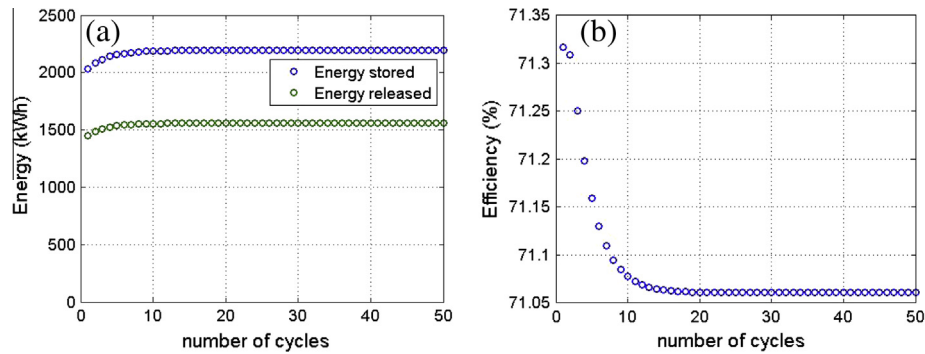 (a)
2500
2000
1500
1000
500
0
Energy (kWh)
Energy stored
Energy released
0 10 20 30 40 50
number of cycles
(b)
71.35
71.3
71.25
71.2
71.15
71.1
71.05
Efficiency (%)
0 10 20 30 40 50
number of cycles